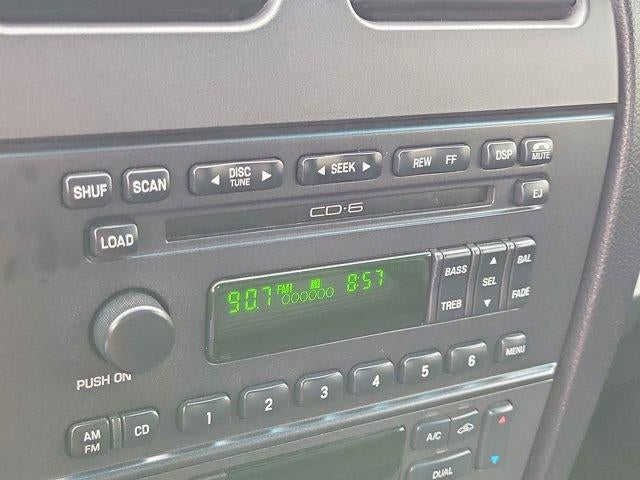 SHUF SCAN DISC TUNE SEEK REW FF DSP MUTE
LOAD CD·6 EJ
90.7 FM1 8:57
BASS SEL BAL
TREB FADE
PUSH ON
1 2 3 4 5 6 MENU
AM FM CD
A/C
DUAL